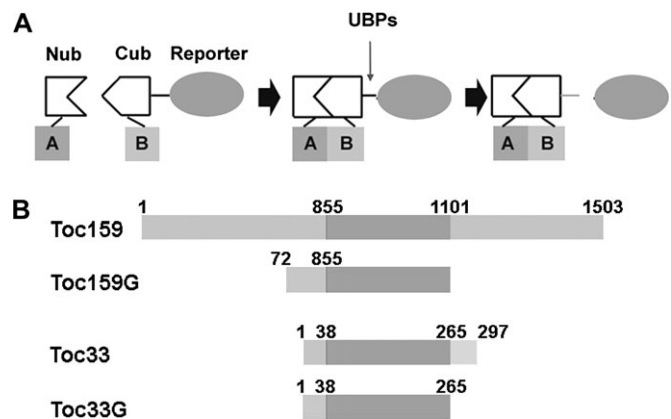 A
UBPs
Nub Cub Reporter
A B A B A B
B
1 855 1101 1503
Toc159
72 855
Toc159G
1 38 265 297
Toc33
1 38 265
Toc33G